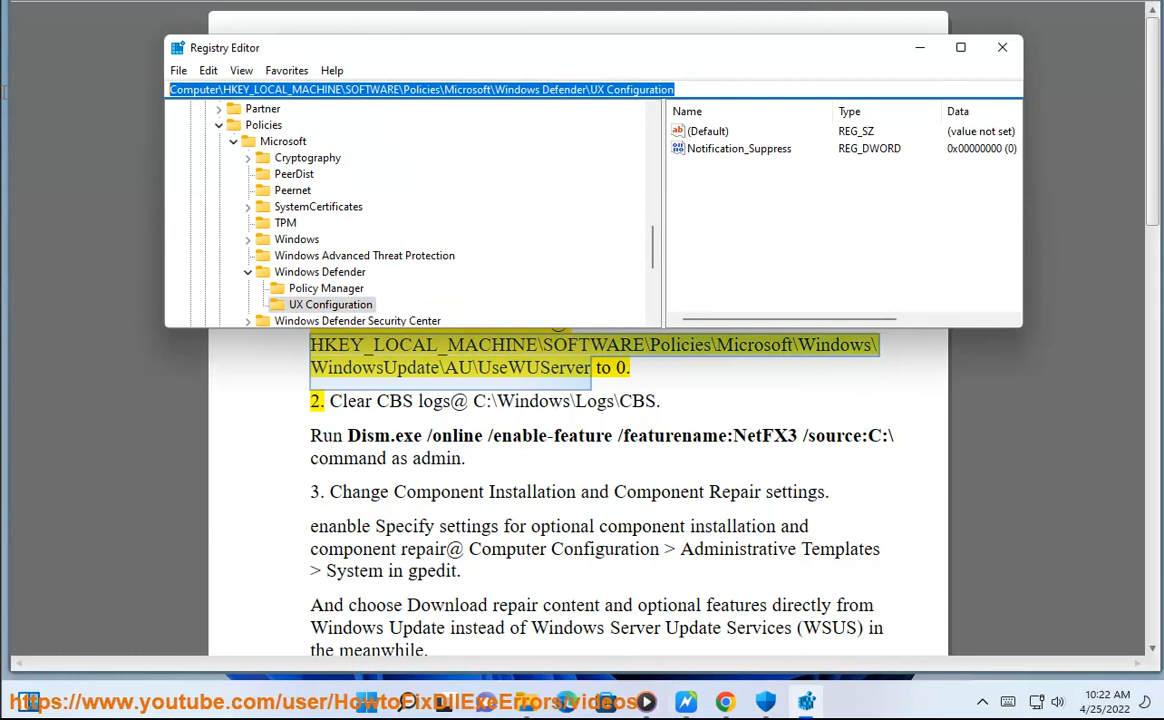 Registry Editor
File Edit View Favorites Help
Computer\HKEY_LOCAL_MACHINE\SOFTWARE\Policies\Microsoft\Windows Defender\UX Configuration
Partner
Policies
Microsoft
Cryptography
PeerDist
Peernet
SystemCertificates
TPM
Windows
Windows Advanced Threat Protection
Windows Defender
Policy Manager
UX Configuration
Windows Defender Security Center
Name Type Data
(Default) REG_SZ (value not set)
Notification_Suppress REG_DWORD 0x00000000 (0)
HKEY_LOCAL_MACHINE\SOFTWARE\Policies\Microsoft\Windows\
WindowsUpdate\AU\UseWUServer to 0.
2. Clear CBS logs@ C:\Windows\Logs\CBS.
Run Dism.exe /online /enable-feature /featurename:NetFX3 /source:C:\
command as admin.
3. Change Component Installation and Component Repair settings.
enanble Specify settings for optional component installation and
component repair@ Computer Configuration > Administrative Templates
> System in gpedit.
And choose Download repair content and optional features directly from
Windows Update instead of Windows Server Update Services (WSUS) in
the meanwhile.
https://www.youtube.com/user/HowtoFixDllExeErrors/videos
10:22 AM
4/25/2022